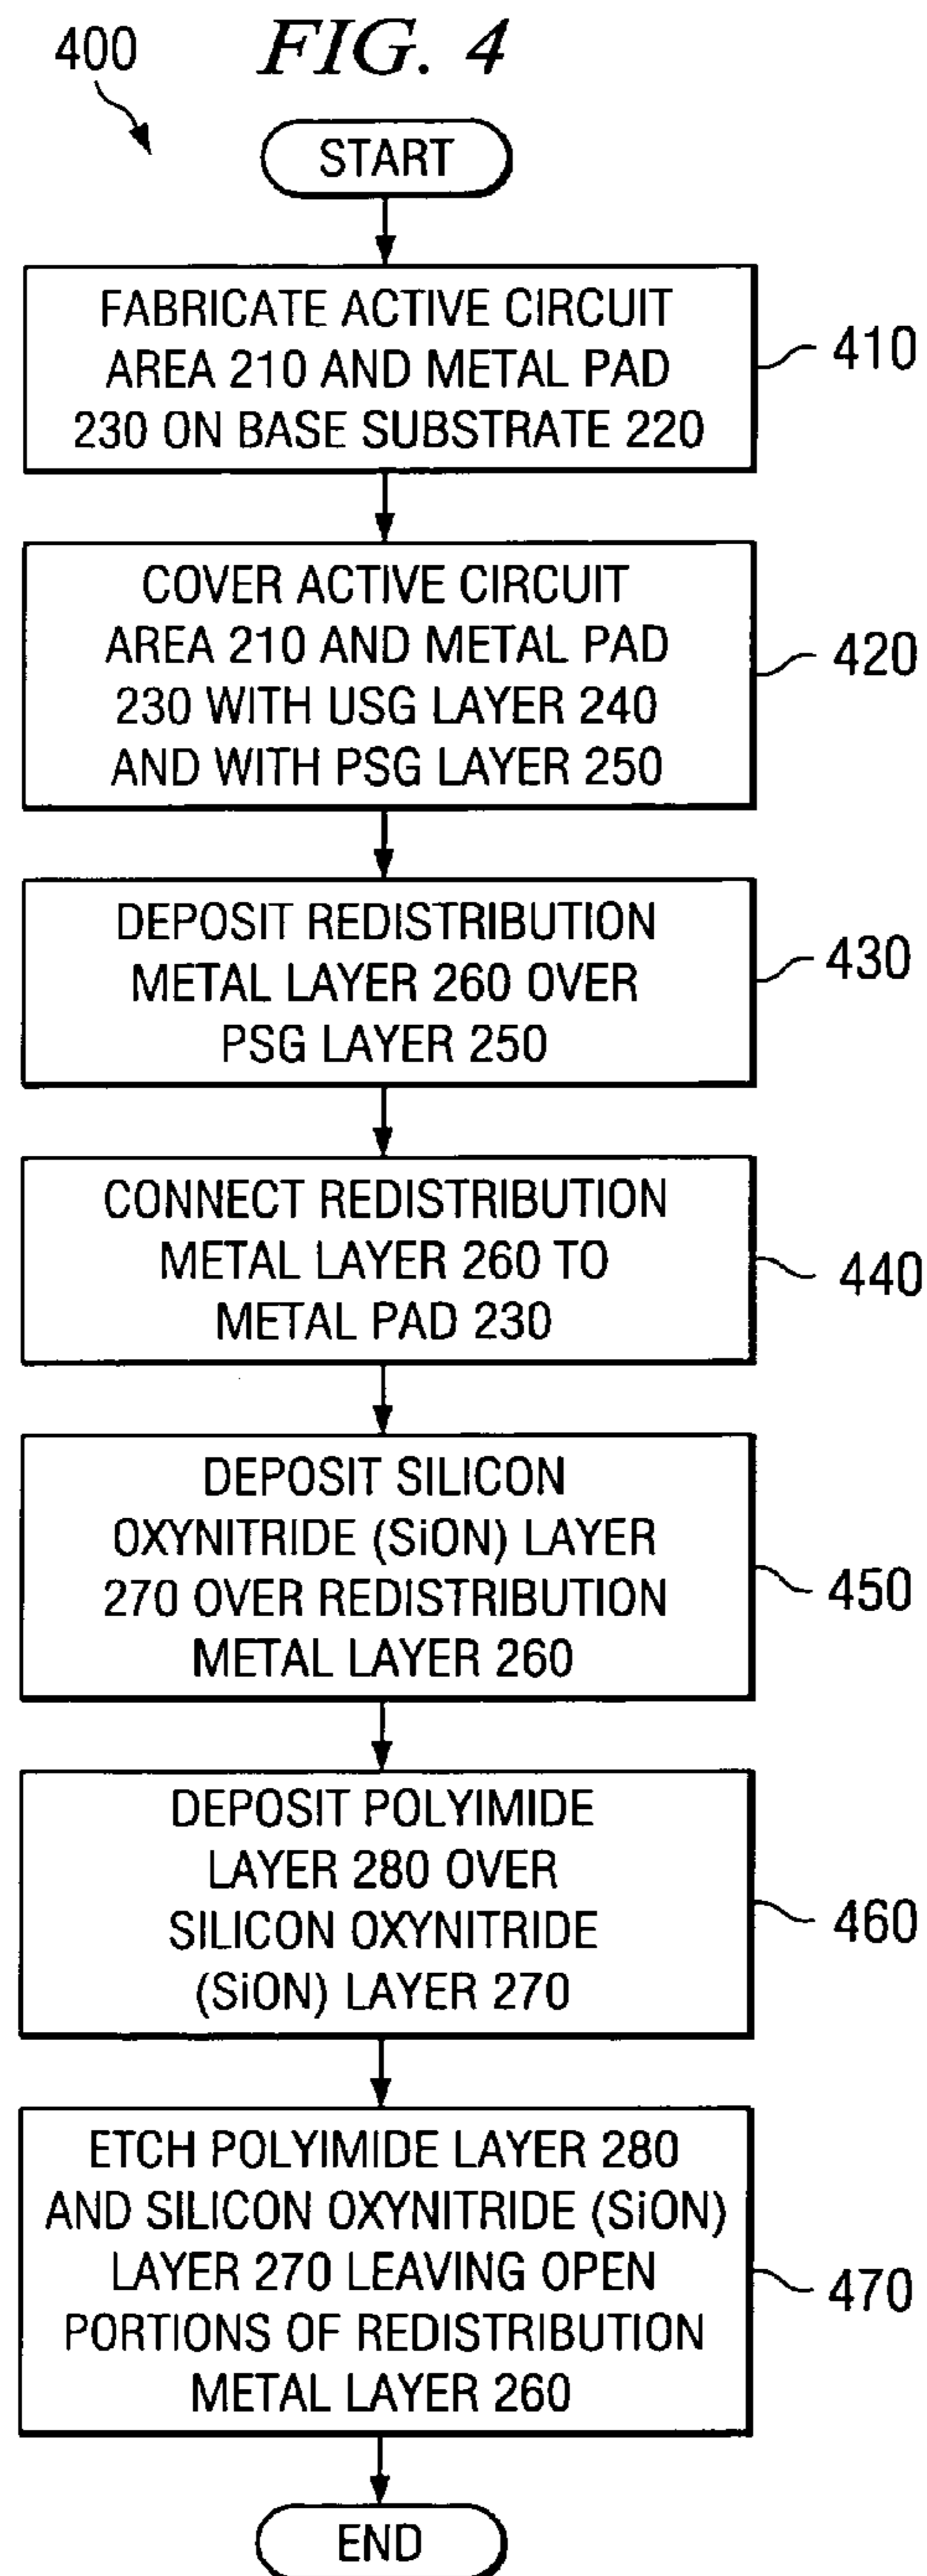 400
FIG. 4
START
FABRICATE ACTIVE CIRCUIT
AREA 210 AND METAL PAD
230 ON BASE SUBSTRATE 220
410
COVER ACTIVE CIRCUIT
AREA 210 AND METAL PAD
230 WITH USG LAYER 240
AND WITH PSG LAYER 250
420
DEPOSIT REDISTRIBUTION
METAL LAYER 260 OVER
PSG LAYER 250
430
CONNECT REDISTRIBUTION
METAL LAYER 260 TO
METAL PAD 230
440
DEPOSIT SILICON
OXYNITRIDE (SiON) LAYER
270 OVER REDISTRIBUTION
METAL LAYER 260
450
DEPOSIT POLYIMIDE
LAYER 280 OVER
SILICON OXYNITRIDE
(SiON) LAYER 270
460
ETCH POLYIMIDE LAYER 280
AND SILICON OXYNITRIDE (SiON)
LAYER 270 LEAVING OPEN
PORTIONS OF REDISTRIBUTION
METAL LAYER 260
470
END